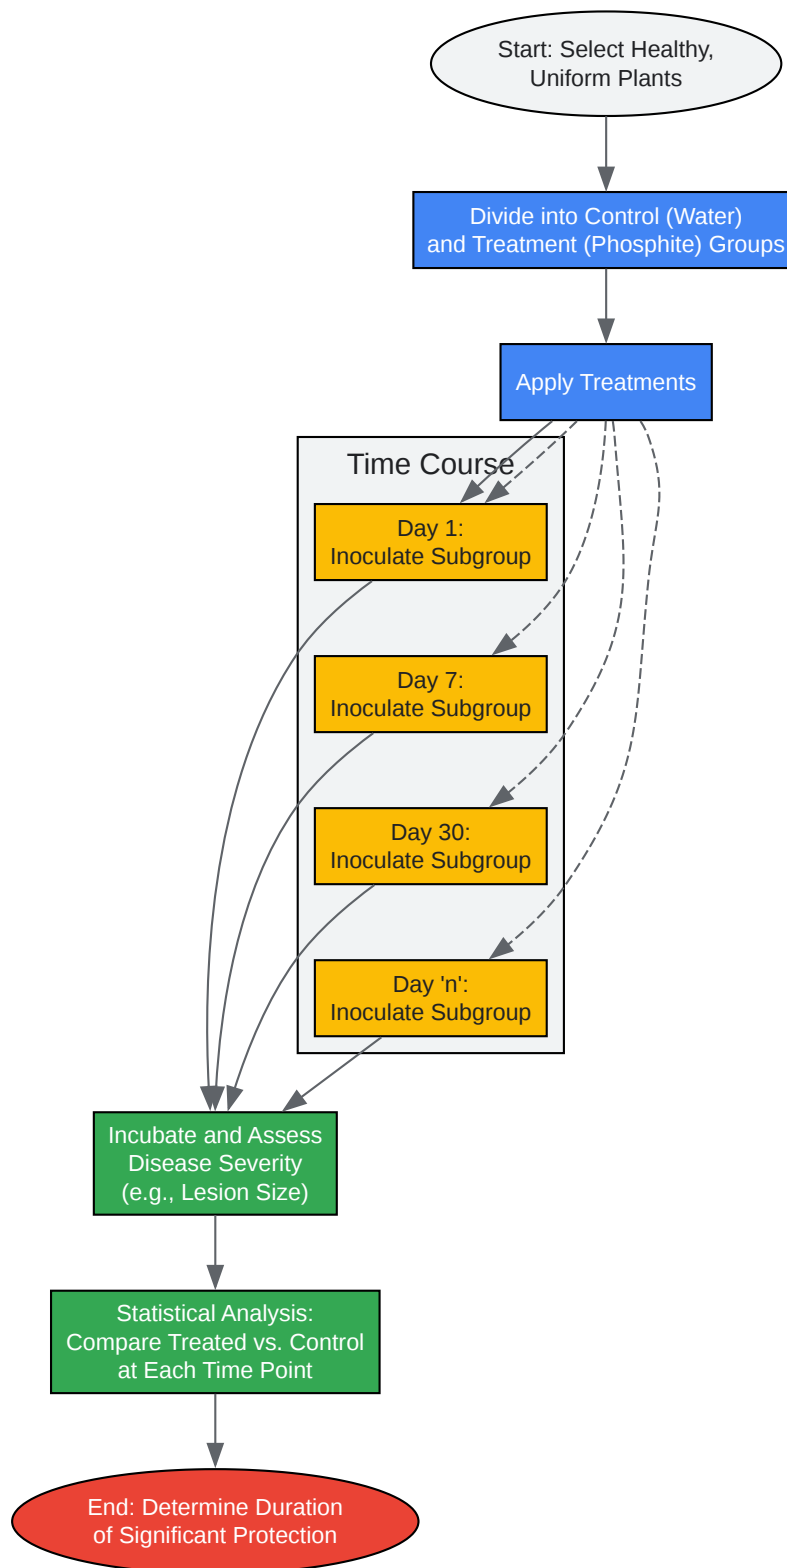 Start: Select Healthy,
Uniform Plants
Divide into Control (Water)
and Treatment (Phosphite) Groups
Apply Treatments
Time Course
Day 1:
Inoculate Subgroup
Day 7:
Inoculate Subgroup
Day 30:
Inoculate Subgroup
Day 'n':
Inoculate Subgroup
Incubate and Assess
Disease Severity
(e.g., Lesion Size)
Statistical Analysis:
Compare Treated vs. Control
at Each Time Point
End: Determine Duration
of Significant Protection